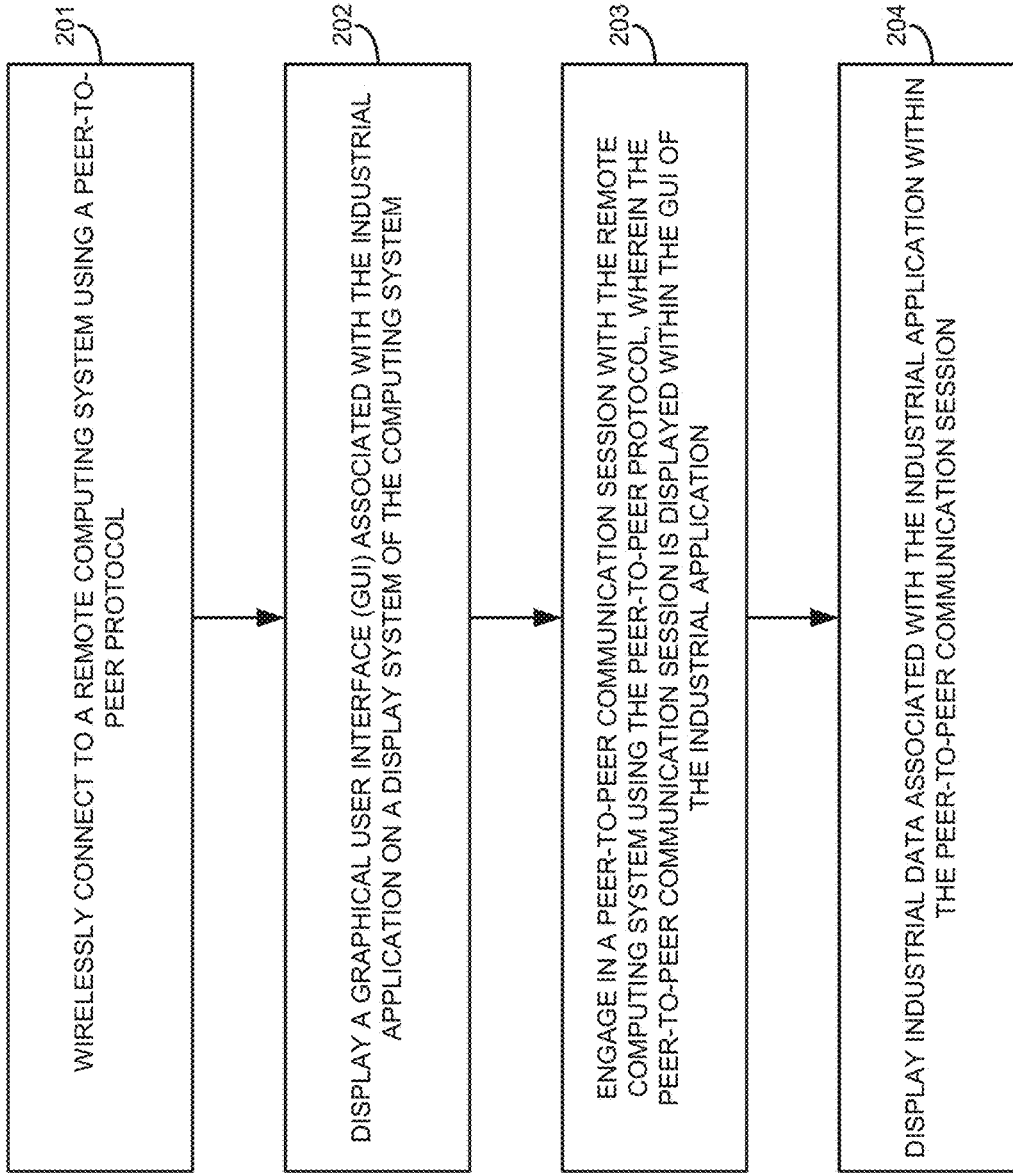 201
WIRELESSLY CONNECT TO A REMOTE COMPUTING SYSTEM USING A PEER-TO-
PEER PROTOCOL
202
DISPLAY A GRAPHICAL USER INTERFACE (GUI) ASSOCIATED WITH THE INDUSTRIAL
APPLICATION ON A DISPLAY SYSTEM OF THE COMPUTING SYSTEM
203
ENGAGE IN A PEER-TO-PEER COMMUNICATION SESSION WITH THE REMOTE
COMPUTING SYSTEM USING THE PEER-TO-PEER PROTOCOL, WHEREIN THE
PEER-TO-PEER COMMUNICATION SESSION IS DISPLAYED WITHIN THE GUI OF
THE INDUSTRIAL APPLICATION
204
DISPLAY INDUSTRIAL DATA ASSOCIATED WITH THE INDUSTRIAL APPLICATION WITHIN
THE PEER-TO-PEER COMMUNICATION SESSION